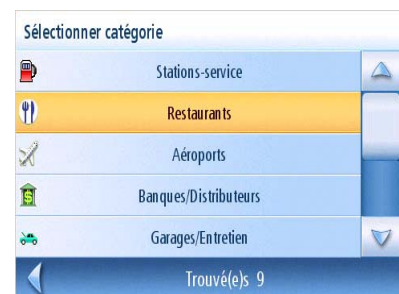 Sélectionner catégorie
Stations-service
Restaurants
Aéroports
Banques/Distributeurs
Garages/Entretien
Trouvé(e)s 9